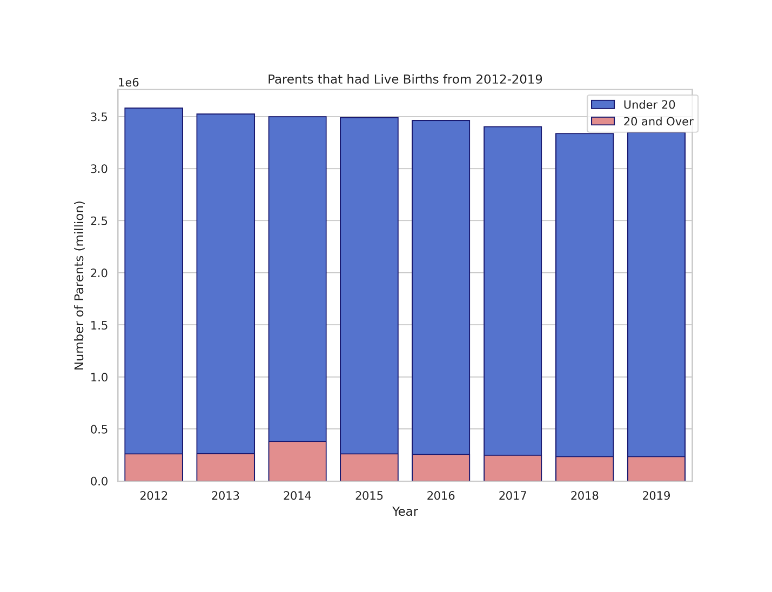 Parents that had Live Births from 2012-2019
1e6
Under 20
20 and Over
3.5
3.0
2.5
2.0
1.5
1.0
0.5
0.0
Number of Parents (million)
2012 2013 2014 2015 2016 2017 2018 2019
Year